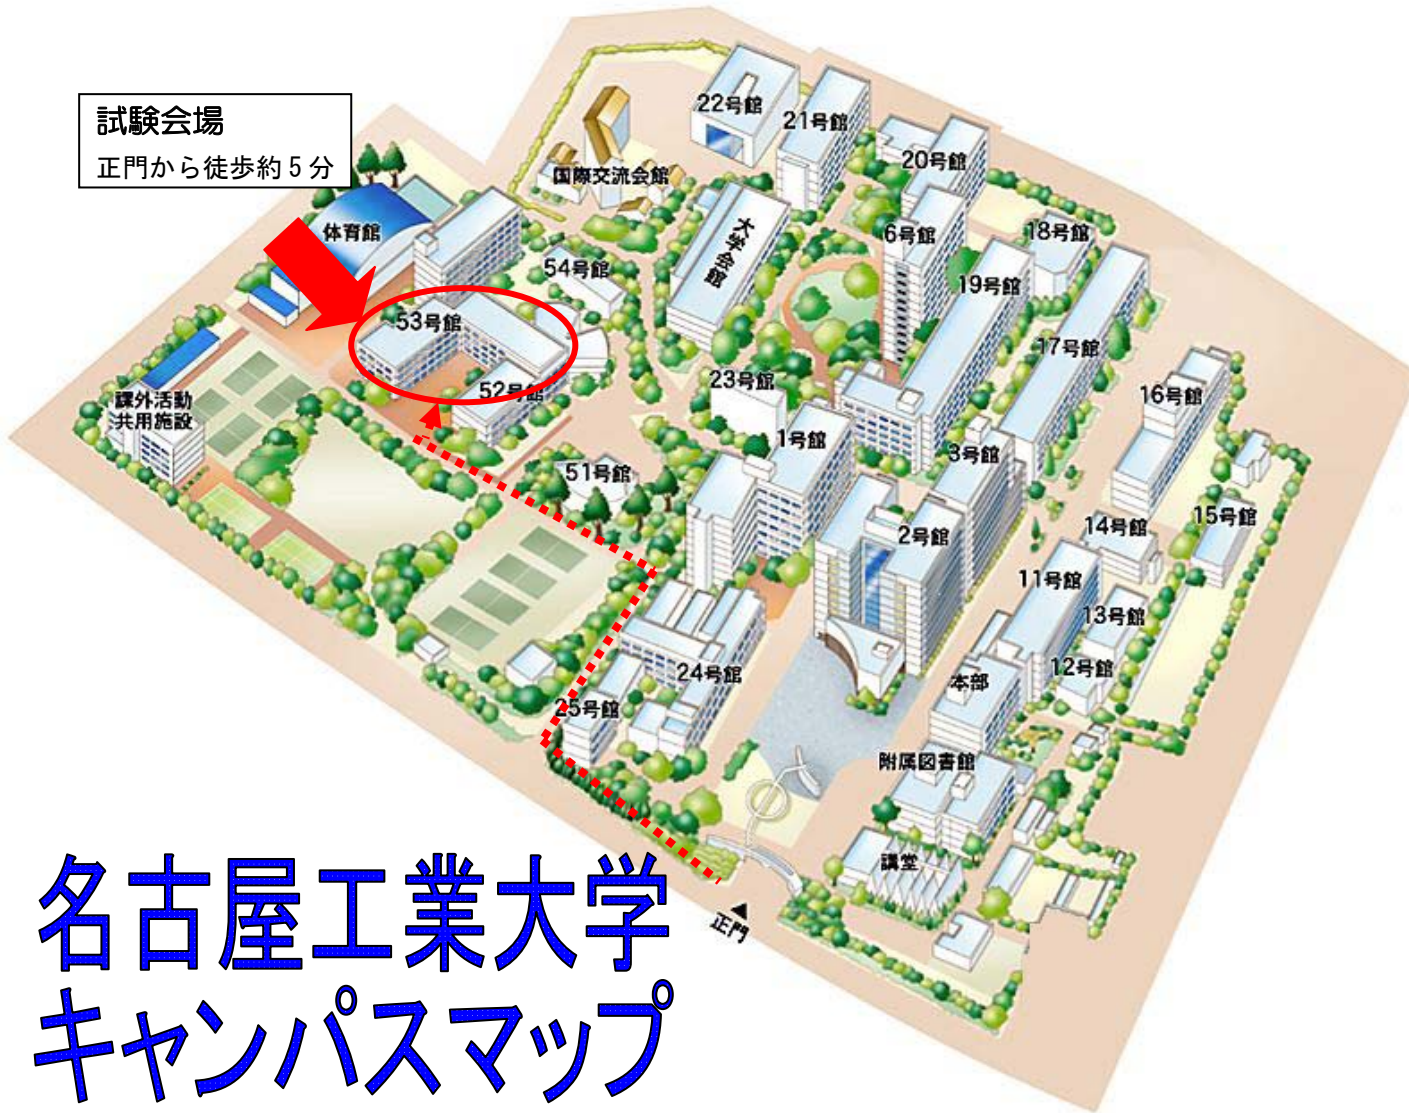 試験会場
正門から徒歩約５分
22号館
21号館
20号館
国際交流会館
体育館
大学会館
6号館
18号館
54号館
19号館
53号館
17号館
52号館
23号館
16号館
課外活動
共用施設
1号館
3号館
51号館
15号館
14号館
2号館
11号館
13号館
12号館
24号館
本部
25号館
附属図書館
講堂
正門
名古屋工業大学
キャンパスマップ